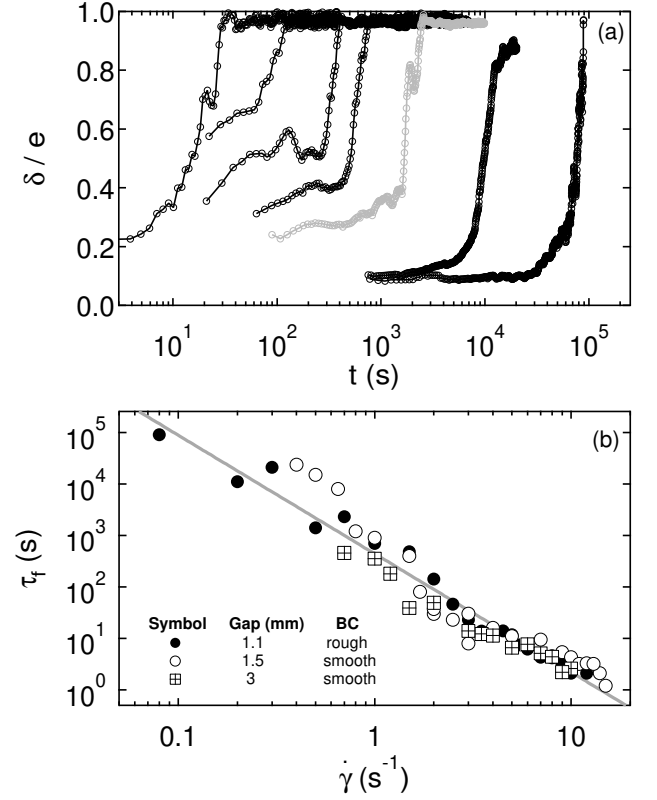 (a)
1.0
0.8
0.6
0.4
0.2
0.0
δ / e
10^1 10^2 10^3 10^4 10^5
t (s)
(b)
10^5
10^4
10^3
10^2
10^1
10^0
τ_f (s)
Symbol Gap (mm) BC
● 1.1 rough
○ 1.5 smooth
⊞ 3 smooth
0.1 1 10
γ̇ (s^-1)